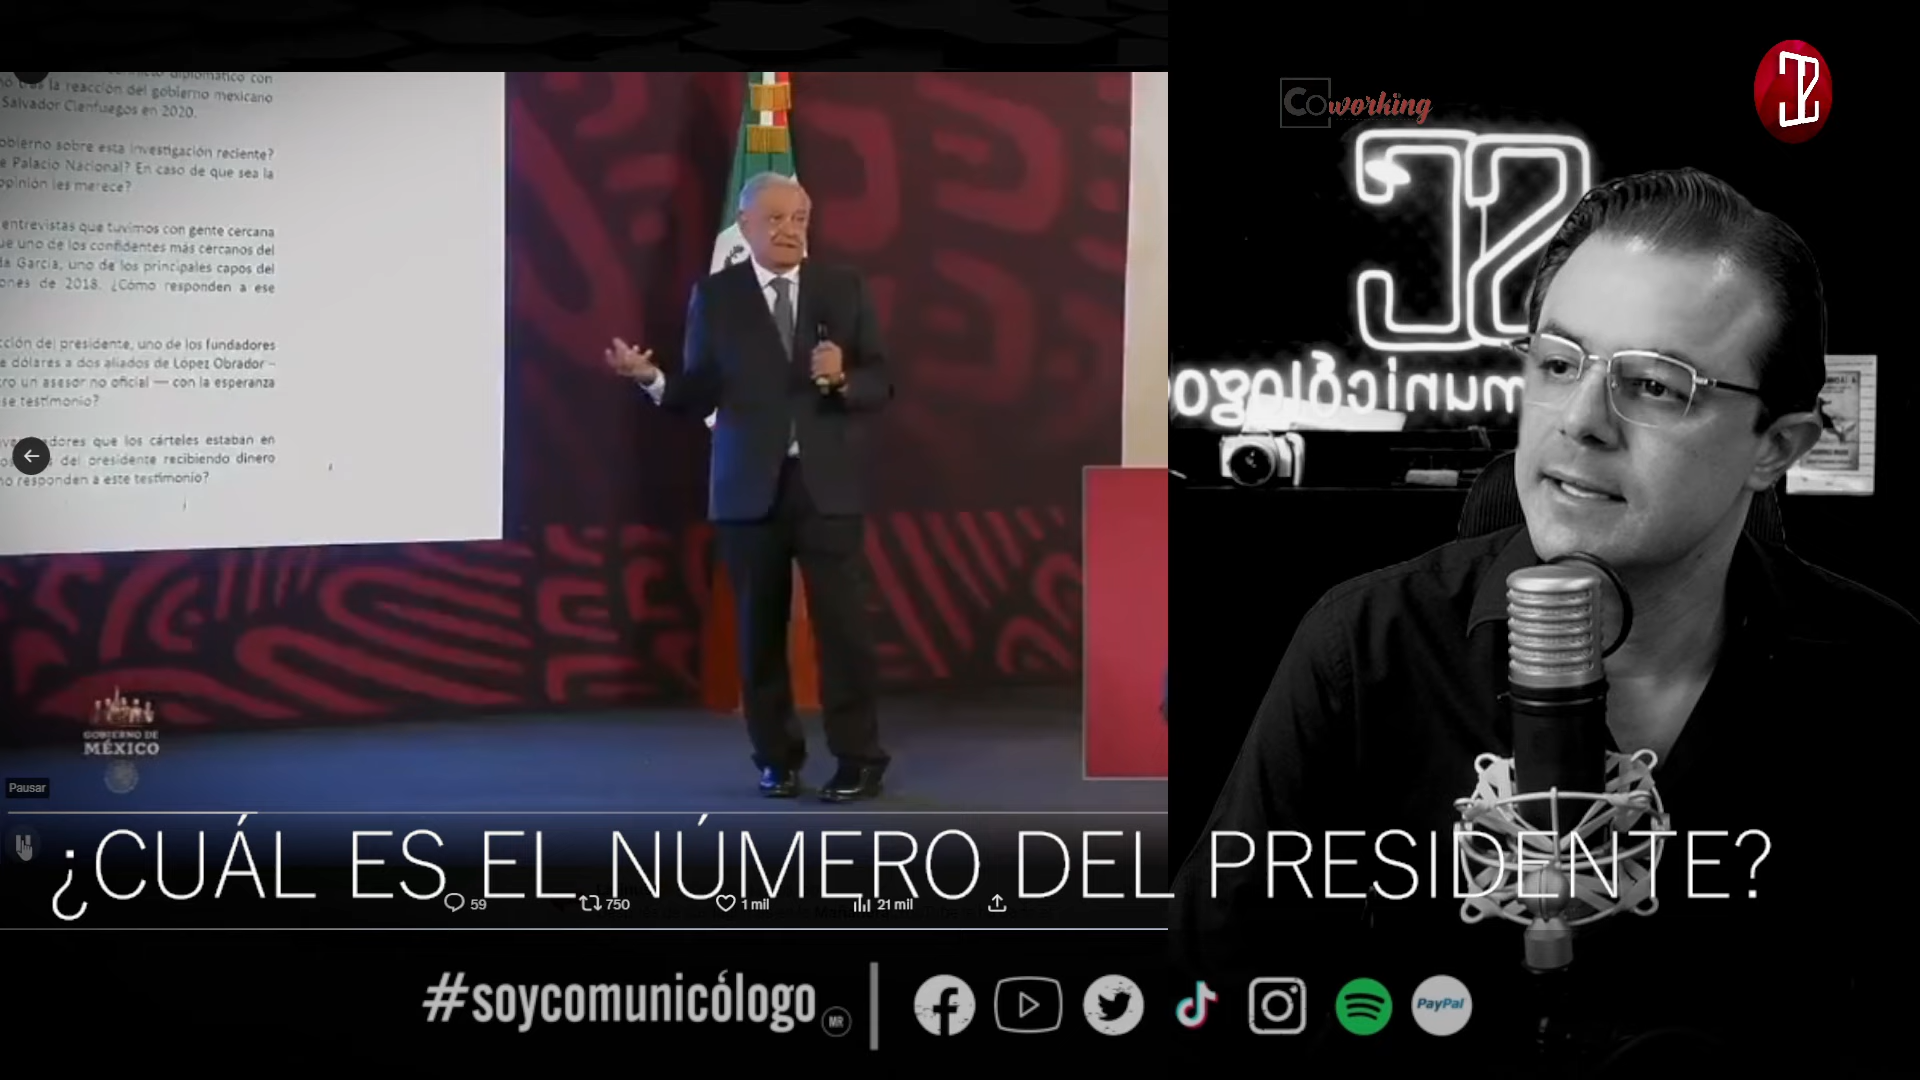 diplomático con
la reacción del gobierno mexicano
Salvador Cienfuegos en 2020.
obierno sobre esta investigación reciente?
e Palacio Nacional? En caso de que sea la
opinión les merece?
entrevistas que tuvimos con gente cercana
ue uno de los confidentes más cercanos del
da García, uno de los principales capos del
ones de 2018. ¿Cómo responden a ese
cción del presidente, uno de los fundadores
e dólares a dos aliados de López Obrador –
ro un asesor no oficial — con la esperanza
se testimonio?
adores que los cárteles estaban en
del presidente recibiendo dinero
no responden a este testimonio?
GOBIERNO DE
MÉXICO
Pausar
Coworking
comunicólogo
¿CUÁL ES EL NÚMERO DEL PRESIDENTE?
59 750 1 mil 21 mil
#soycomunicólogo MR
PayPal